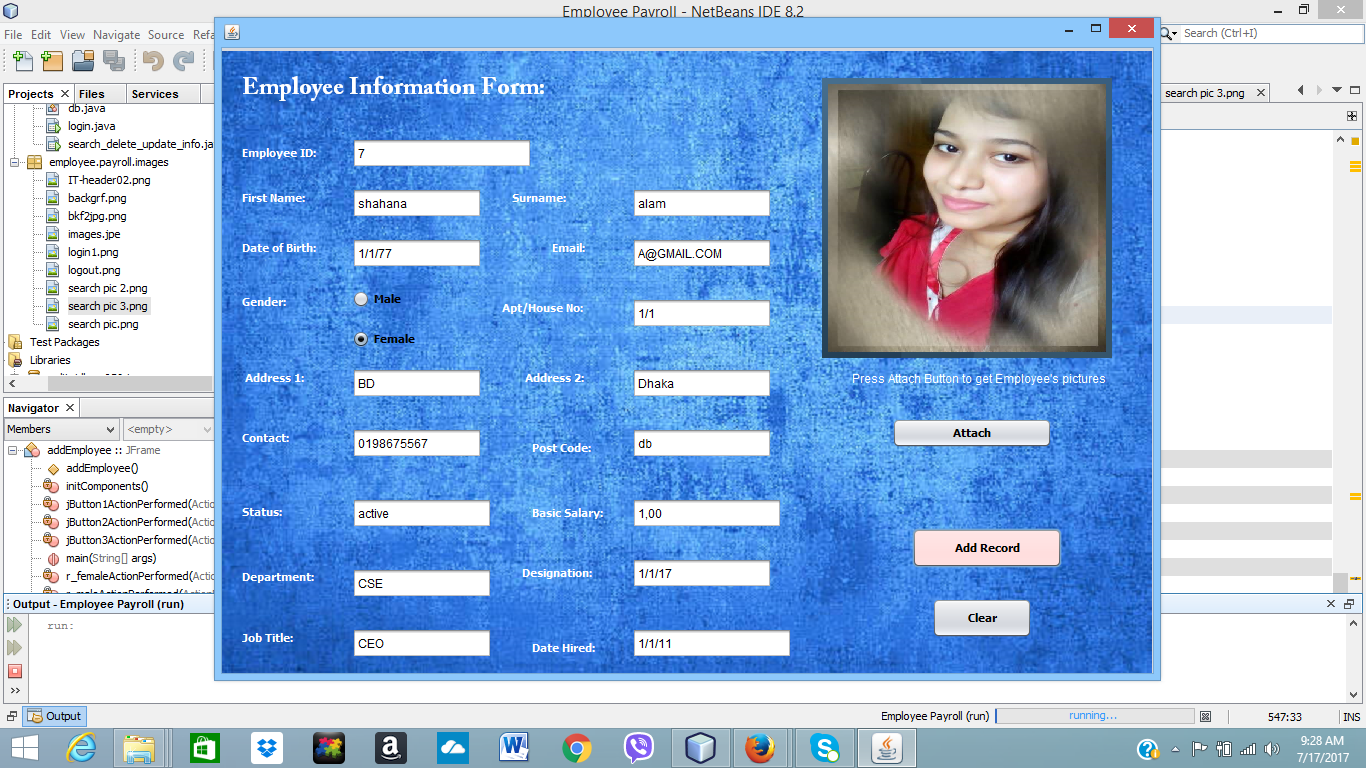 Employee Payroll - NetBeans IDE 8.2
File Edit View Navigate Source Refa
Search (Ctrl+I)
Projects Files Services
search pic 3.png
db.java
login.java
search_delete_update_info.ja
employee.payroll.images
IT-header02.png
backgrf.png
bkf2jpg.png
images.jpe
login1.png
logout.png
search pic 2.png
search pic 3.png
search pic.png
Test Packages
Libraries
Navigator
Members <empty>
addEmployee :: JFrame
addEmployee()
initComponents()
jButton1ActionPerformed(Actio
jButton2ActionPerformed(Actio
jButton3ActionPerformed(Actio
main(String[] args)
r_femaleActionPerformed(Actio
Employee Information Form:
Employee ID: 7
First Name: shahana Surname: alam
Date of Birth: 1/1/77 Email: A@GMAIL.COM
Gender: Male
Apt/House No: 1/1
Female
Address 1: BD Address 2: Dhaka
Contact: 0198675567 Post Code: db
Status: active Basic Salary: 1,00
Department: CSE Designation: 1/1/17
Job Title: CEO Date Hired: 1/1/11
Press Attach Button to get Employee's pictures
Attach
Add Record
Clear
Output - Employee Payroll (run)
run:
Output
Employee Payroll (run) running... 547:33 INS
9:28 AM
7/17/2017